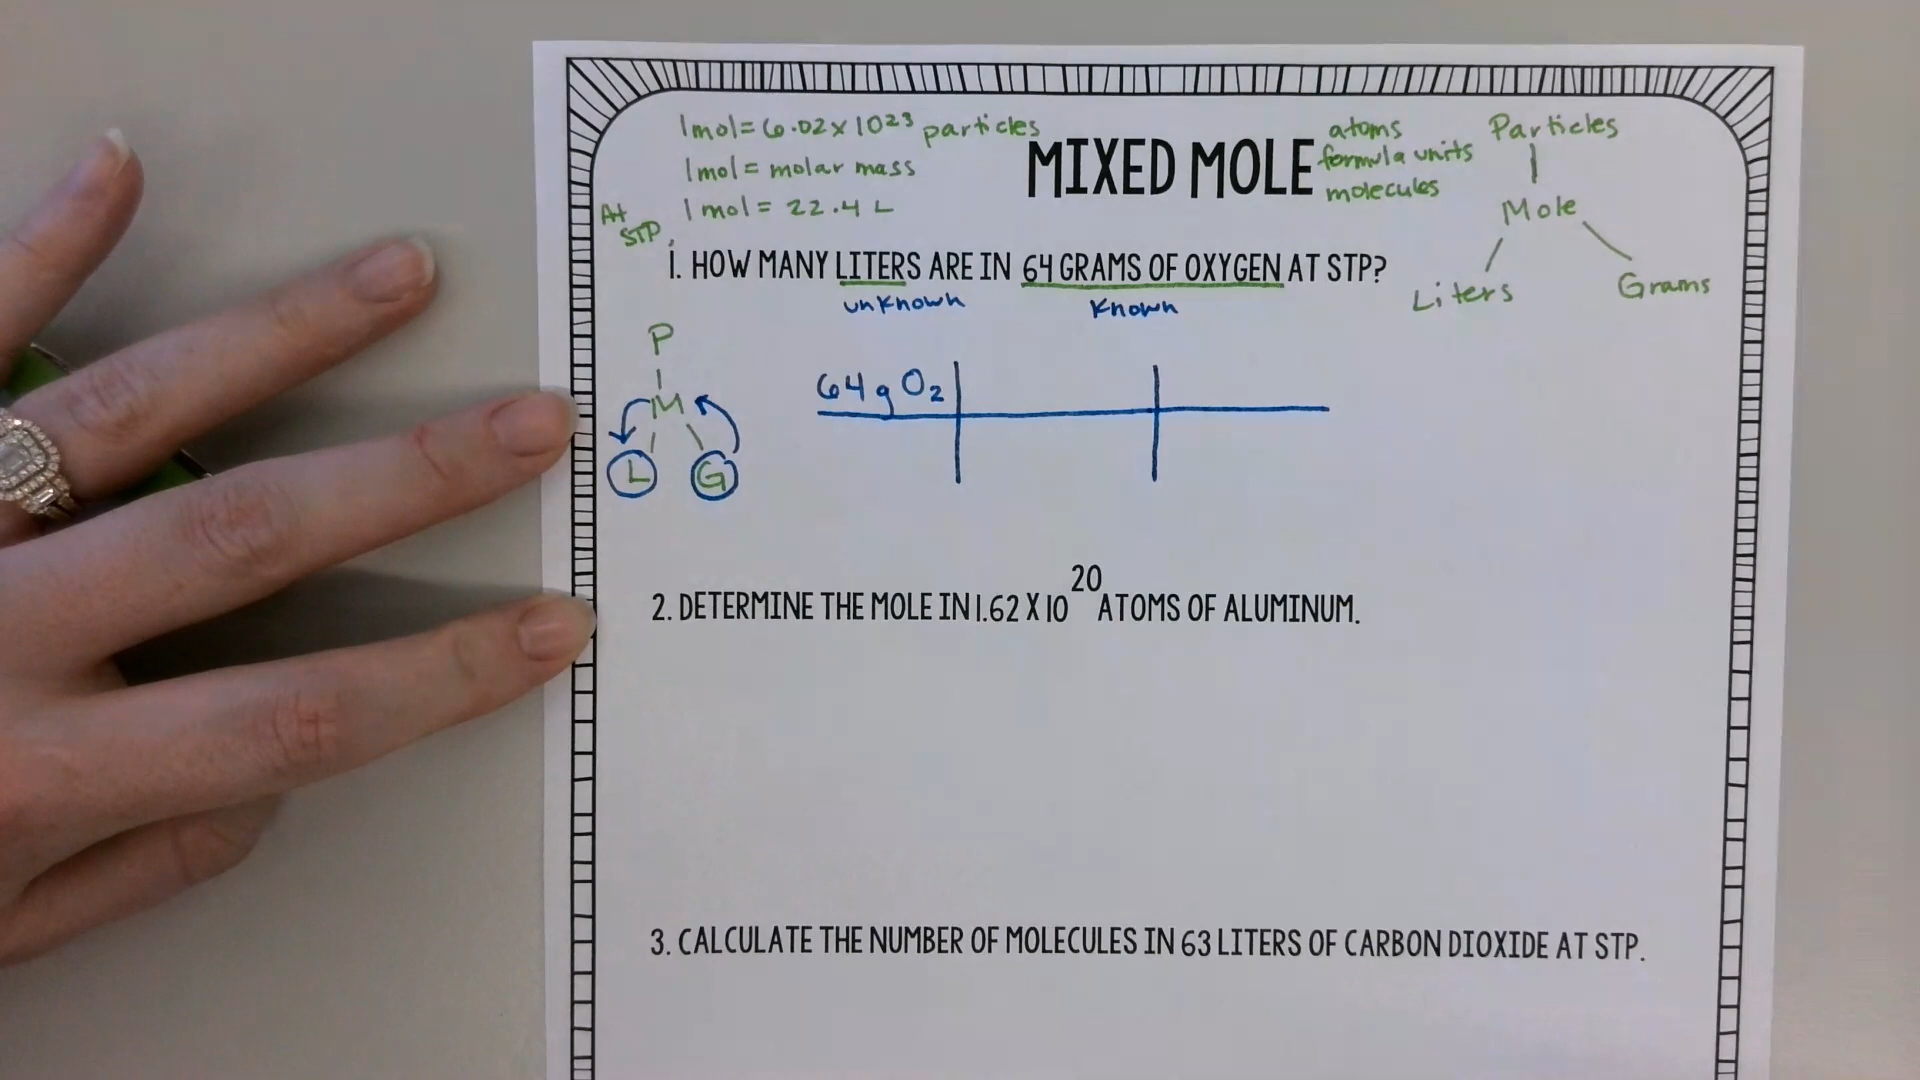 1mol= 6.02x10²³ particles
1mol= molar mass
At STP, 1 mol = 22.4 L
MIXED MOLE
atoms
formula units
molecules
Particles
Mole
Liters
Grams
1. HOW MANY LITERS ARE IN 64 GRAMS OF OXYGEN AT STP?
unknown
known
P
M
L
G
64 g O₂
2. DETERMINE THE MOLE IN 1.62 X 10²⁰ ATOMS OF ALUMINUM.
3. CALCULATE THE NUMBER OF MOLECULES IN 63 LITERS OF CARBON DIOXIDE AT STP.